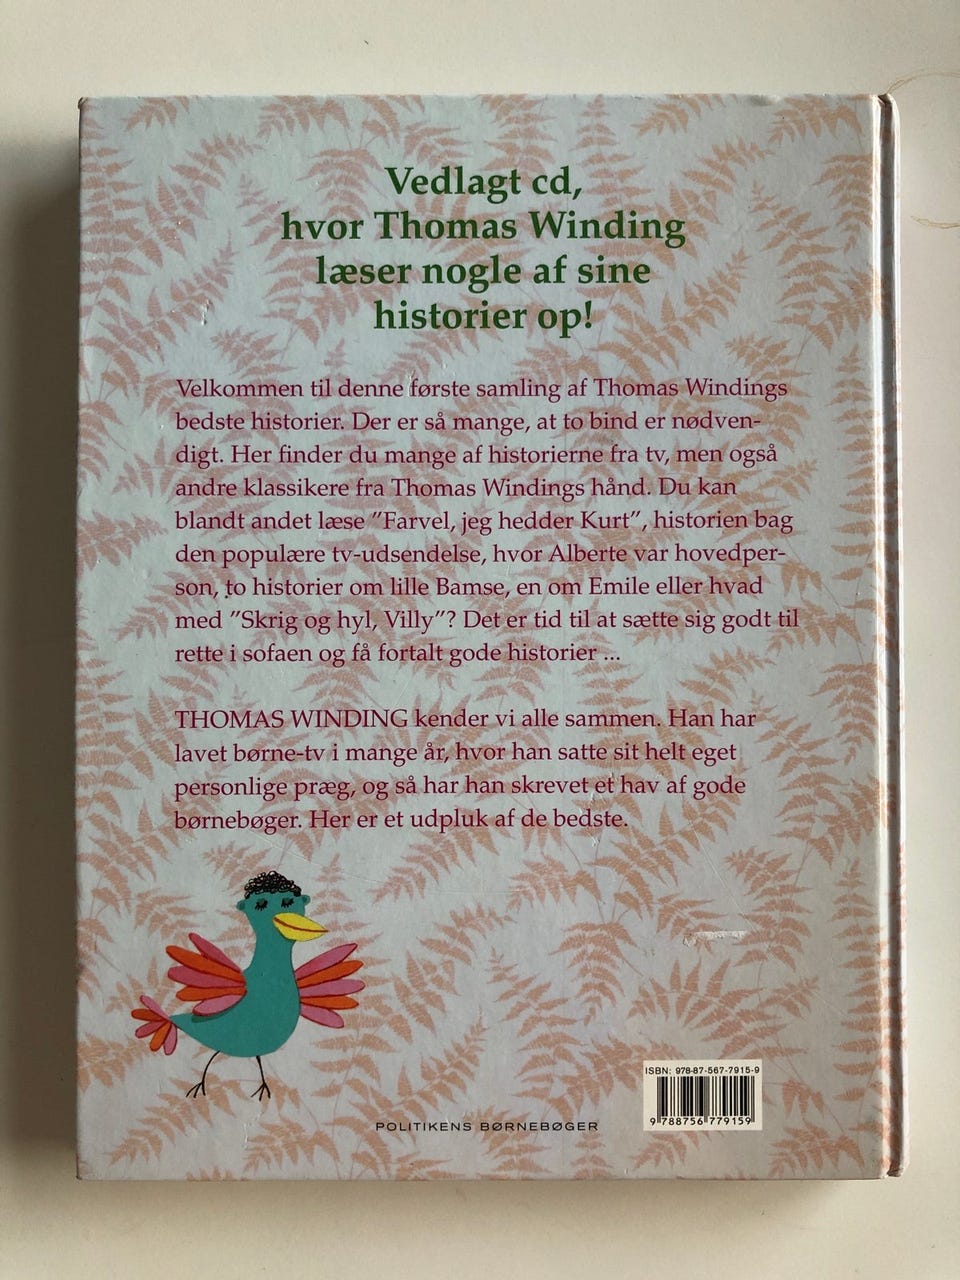 Vedlagt cd,
hvor Thomas Winding
læser nogle af sine
historier op!
Velkommen til denne første samling af Thomas Windings
bedste historier. Der er så mange, at to bind er nødven-
digt. Her finder du mange af historierne fra tv, men også
andre klassikere fra Thomas Windings hånd. Du kan
blandt andet læse ”Farvel, jeg hedder Kurt”, historien bag
den populære tv-udsendelse, hvor Alberte var hovedper-
son, to historier om lille Bamse, en om Emile eller hvad
med ”Skrig og hyl, Villy”? Det er tid til at sætte sig godt til
rette i sofaen og få fortalt gode historier ...
THOMAS WINDING kender vi alle sammen. Han har
lavet børne-tv i mange år, hvor han satte sit helt eget
personlige præg, og så har han skrevet et hav af gode
børnebøger. Her er et udpluk af de bedste.
ISBN: 978-87-567-7915-9
9 788756 779159
POLITIKENS BØRNEBØGER